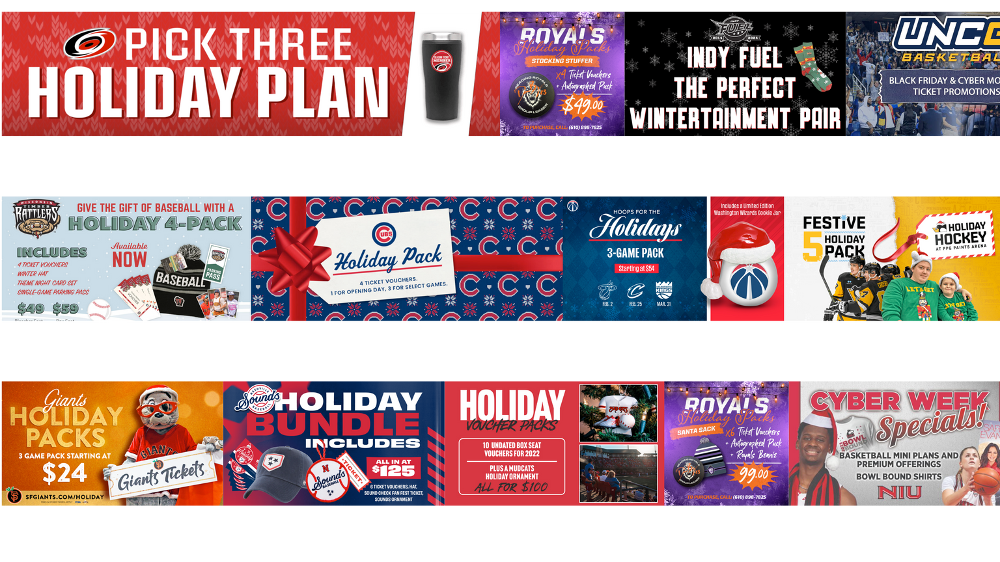 PICK THREE
HOLIDAY PLAN
SEASON TICKET
MEMBER
ROYALS
Holiday Packs
STOCKING STUFFER
x4 Ticket Vouchers
+ Autographed Puck
READING ROYALS
GROUP LEADER
$49.00
TO PURCHASE, CALL: (610) 898-7825
INDY
FUEL
2014 2024
INDY FUEL
THE PERFECT
WINTERTAINMENT PAIR
UNCG
BASKETBAL
BLACK FRIDAY & CYBER MO
TICKET PROMOTIONS
WISCONSIN
TIMBER
RATTLERS
GIVE THE GIFT OF BASEBALL WITH A
HOLIDAY 4-PACK
INCLUDES
4 TICKET VOUCHERS
WINTER HAT
THEME NIGHT CARD SET
SINGLE-GAME PARKING PASS
$49 $59
Available
NOW
BASEBALL
PARKING
PASS
VOUCHER
CUBS
Holiday Pack
4 TICKET VOUCHERS.
1 FOR OPENING DAY, 3 FOR SELECT GAMES.
HOOPS FOR THE
Holidays
3-GAME PACK
Starting at $54
KINGS
FEB. 2 FEB. 25 MAR. 21
Includes a Limited Edition
Washington Wizards Cookie Jar
FESTIVE
5 HOLIDAY
PACK
HOLIDAY
HOCKEY
AT PPG PAINTS ARENA
LET'S GET
Giants
HOLIDAY
PACKS
3 GAME PACK STARTING AT
$24
SFGIANTS.COM/HOLIDAY
GIANTS
Giants Tickets
NASHVILLE
Sounds
BASEBALL
HOLIDAY
BUNDLE
INCLUDES
N
Sounds
BASEBALL
TICKET
ALL IN AT
$125
6 TICKET VOUCHERS, HAT,
SOUND CHECK FAN FEST TICKET,
SOUNDS ORNAMENT
HOLIDAY
VOUCHER PACKS
10 UNDATED BOX SEAT
VOUCHERS FOR 2022
PLUS A MUDCATS
HOLIDAY ORNAMENT
ALL FOR $100
ROYALS
Holiday Packs
SANTA SACK
x6 Ticket Vouchers
+ Autographed Puck
+ Royals Beanie
GROUP LEADER
99.00
TO PURCHASE, CALL: (610) 898-7825
CYBER WEEK
Specials!
BOWL
BOUND
BASKETBALL MINI PLANS AND
PREMIUM OFFERINGS
BOWL BOUND SHIRTS
NIU